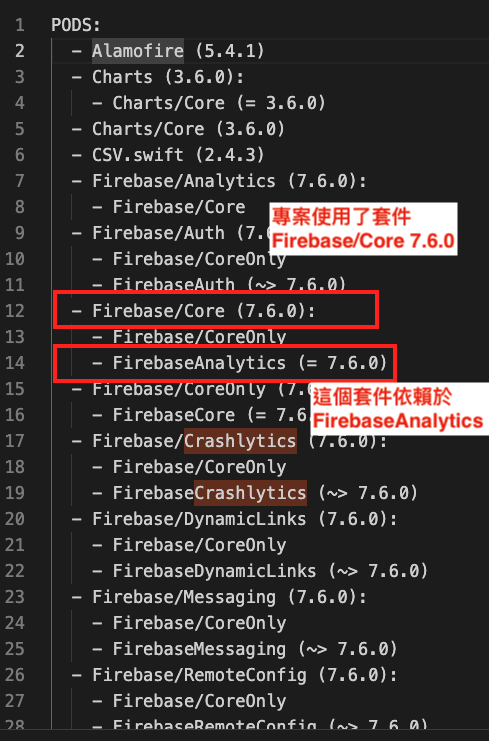 1 PODS:
2 - Alamofire (5.4.1)
3 - Charts (3.6.0):
4 - Charts/Core (= 3.6.0)
5 - Charts/Core (3.6.0)
6 - CSV.swift (2.4.3)
7 - Firebase/Analytics (7.6.0):
8 - Firebase/Core
專案使用了套件
Firebase/Core 7.6.0
9 - Firebase/Auth (7.6
10 - Firebase/CoreOnly
11 - FirebaseAuth (~> 7.6.0)
12 - Firebase/Core (7.6.0):
13 - Firebase/CoreOnly
14 - FirebaseAnalytics (= 7.6.0)
這個套件依賴於
FirebaseAnalytics
15 - Firebase/CoreOnly (7.6
16 - FirebaseCore (= 7.6
17 - Firebase/Crashlytics (7.6.0):
18 - Firebase/CoreOnly
19 - FirebaseCrashlytics (~> 7.6.0)
20 - Firebase/DynamicLinks (7.6.0):
21 - Firebase/CoreOnly
22 - FirebaseDynamicLinks (~> 7.6.0)
23 - Firebase/Messaging (7.6.0):
24 - Firebase/CoreOnly
25 - FirebaseMessaging (~> 7.6.0)
26 - Firebase/RemoteConfig (7.6.0):
27 - Firebase/CoreOnly
28 - FirebaseRemoteConfig (~> 7.6.0)